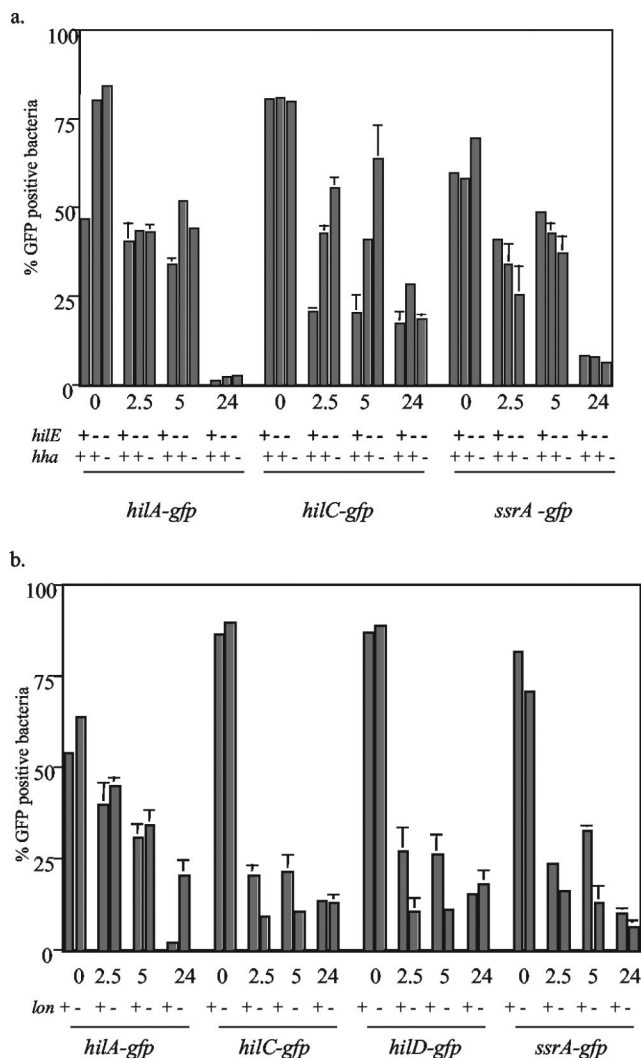 a.
100
75
50
25
0
% GFP positive bacteria
0 2.5 5 24 0 2.5 5 24 0 2.5 5 24
hilE + - - + - - + - - + - - + - - + - - + - - + - - + - - + - - + - - + - -
hha + + - + + - + + - + + - + + - + + - + + - + + - + + - + + - + + - + + -
hilA-gfp hilC-gfp ssrA -gfp
b.
100
75
50
25
0
% GFP positive bacteria
0 2.5 5 24 0 2.5 5 24 0 2.5 5 24 0 2.5 5 24
lon + - + - + - + - + - + - + - + - + - + - + - + - + - + - + - + -
hilA-gfp hilC-gfp hilD-gfp ssrA-gfp